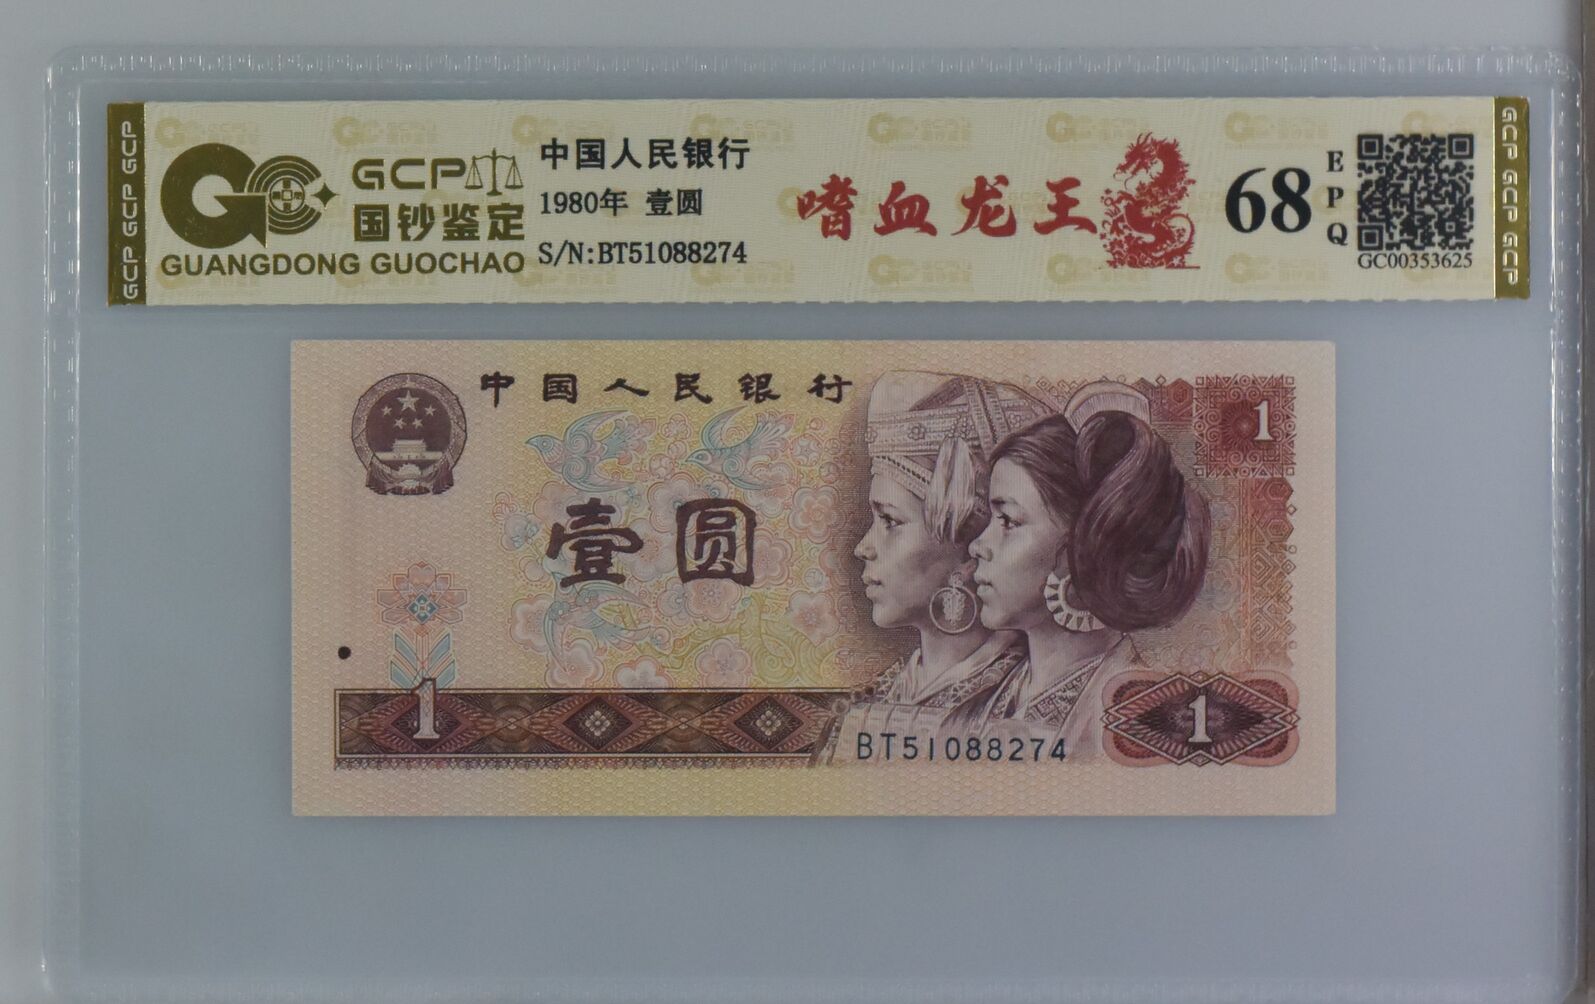 GCP GCP GCP
GC
GCP
国钞鉴定
GUANGDONG GUOCHAO
中国人民银行
1980年 壹圆
S/N:BT51088274
嗜血龙王
68
EPQ
GC00353625
GCP GCP GCP
中国人民银行
1
壹圆
1
BT51088274
1